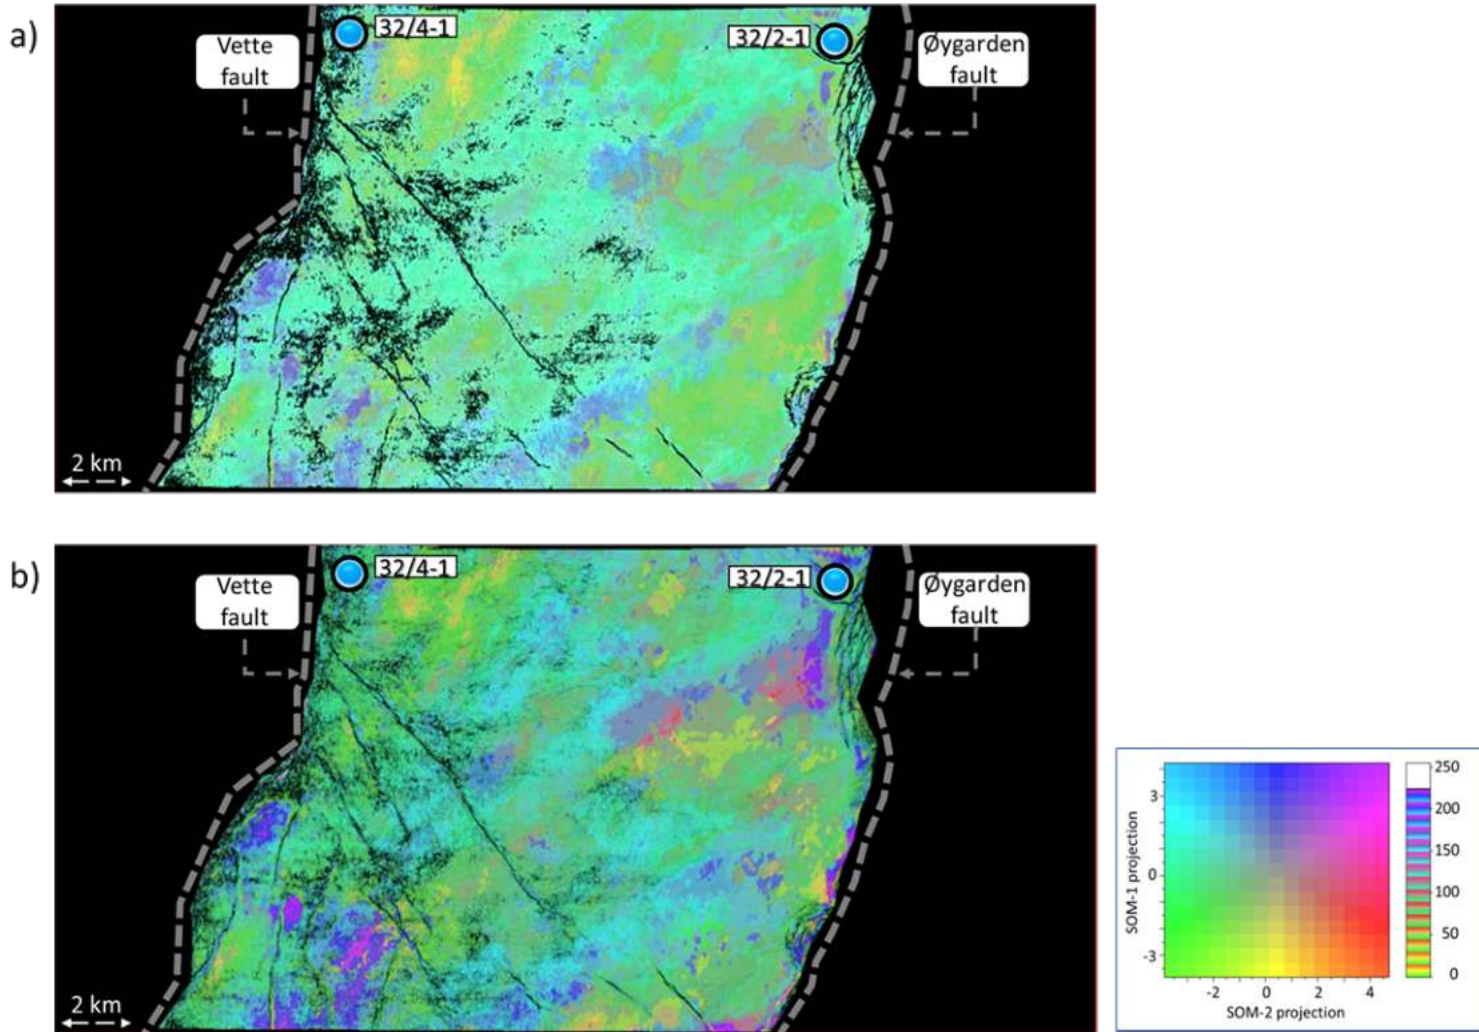 a)
32/4-1
32/2-1
Vette
fault
Øygarden
fault
2 km
b)
32/4-1
32/2-1
Vette
fault
Øygarden
fault
2 km
SOM-1 projection
3
0
-3
-2
0
2
4
SOM-2 projection
250
200
150
100
50
0